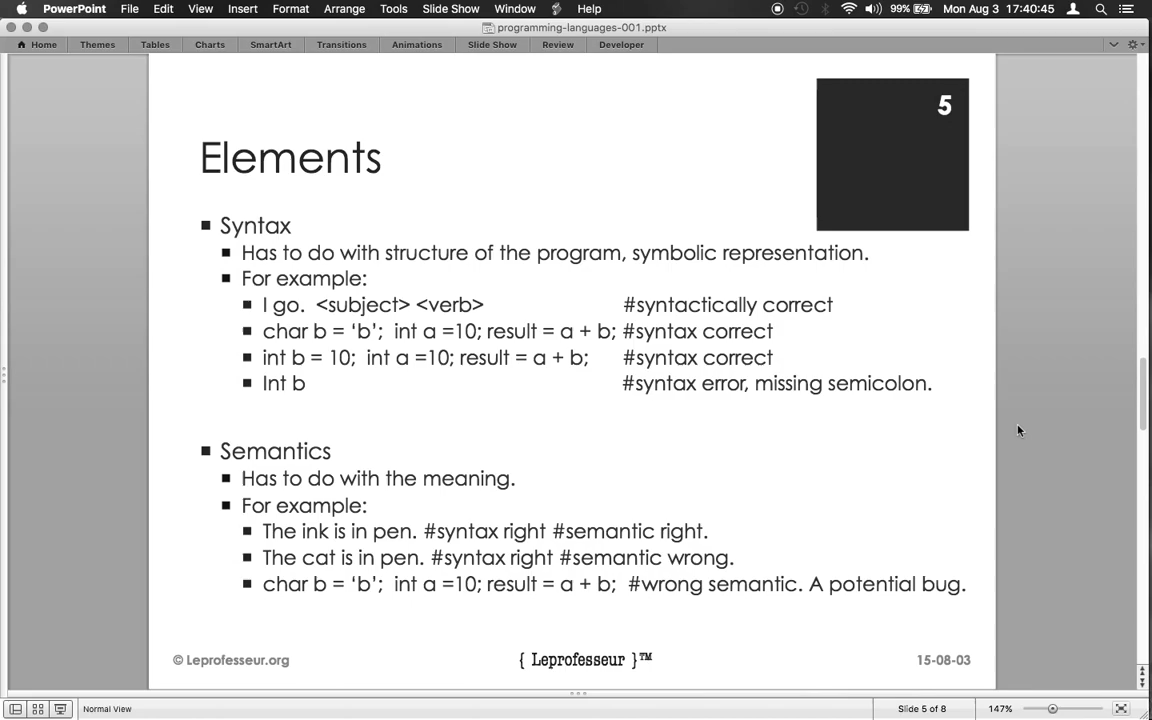 PowerPoint File Edit View Insert Format Arrange Tools Slide Show Window Help 99% Mon Aug 3 17:40:45
programming-languages-001.pptx
Home Themes Tables Charts SmartArt Transitions Animations Slide Show Review Developer
5
Elements
Syntax
Has to do with structure of the program, symbolic representation.
For example:
I go. <subject> <verb> #syntactically correct
char b = ‘b’; int a =10; result = a + b; #syntax correct
int b = 10; int a =10; result = a + b; #syntax correct
Int b #syntax error, missing semicolon.
Semantics
Has to do with the meaning.
For example:
The ink is in pen. #syntax right #semantic right.
The cat is in pen. #syntax right #semantic wrong.
char b = ‘b’; int a =10; result = a + b; #wrong semantic. A potential bug.
© Leprofesseur.org { Leprofesseur }™ 15-08-03
Normal View Slide 5 of 8 147%